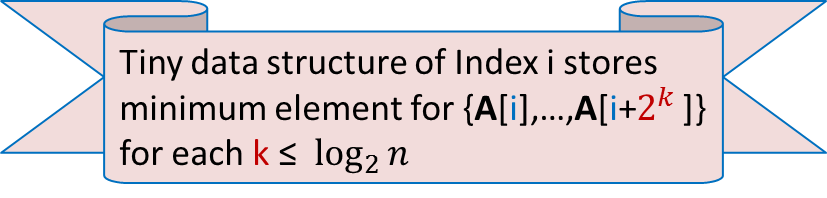 Tiny data structure of Index i stores
minimum element for {A[i],…,A[i+2^k ]}
for each k ≤ log₂ n